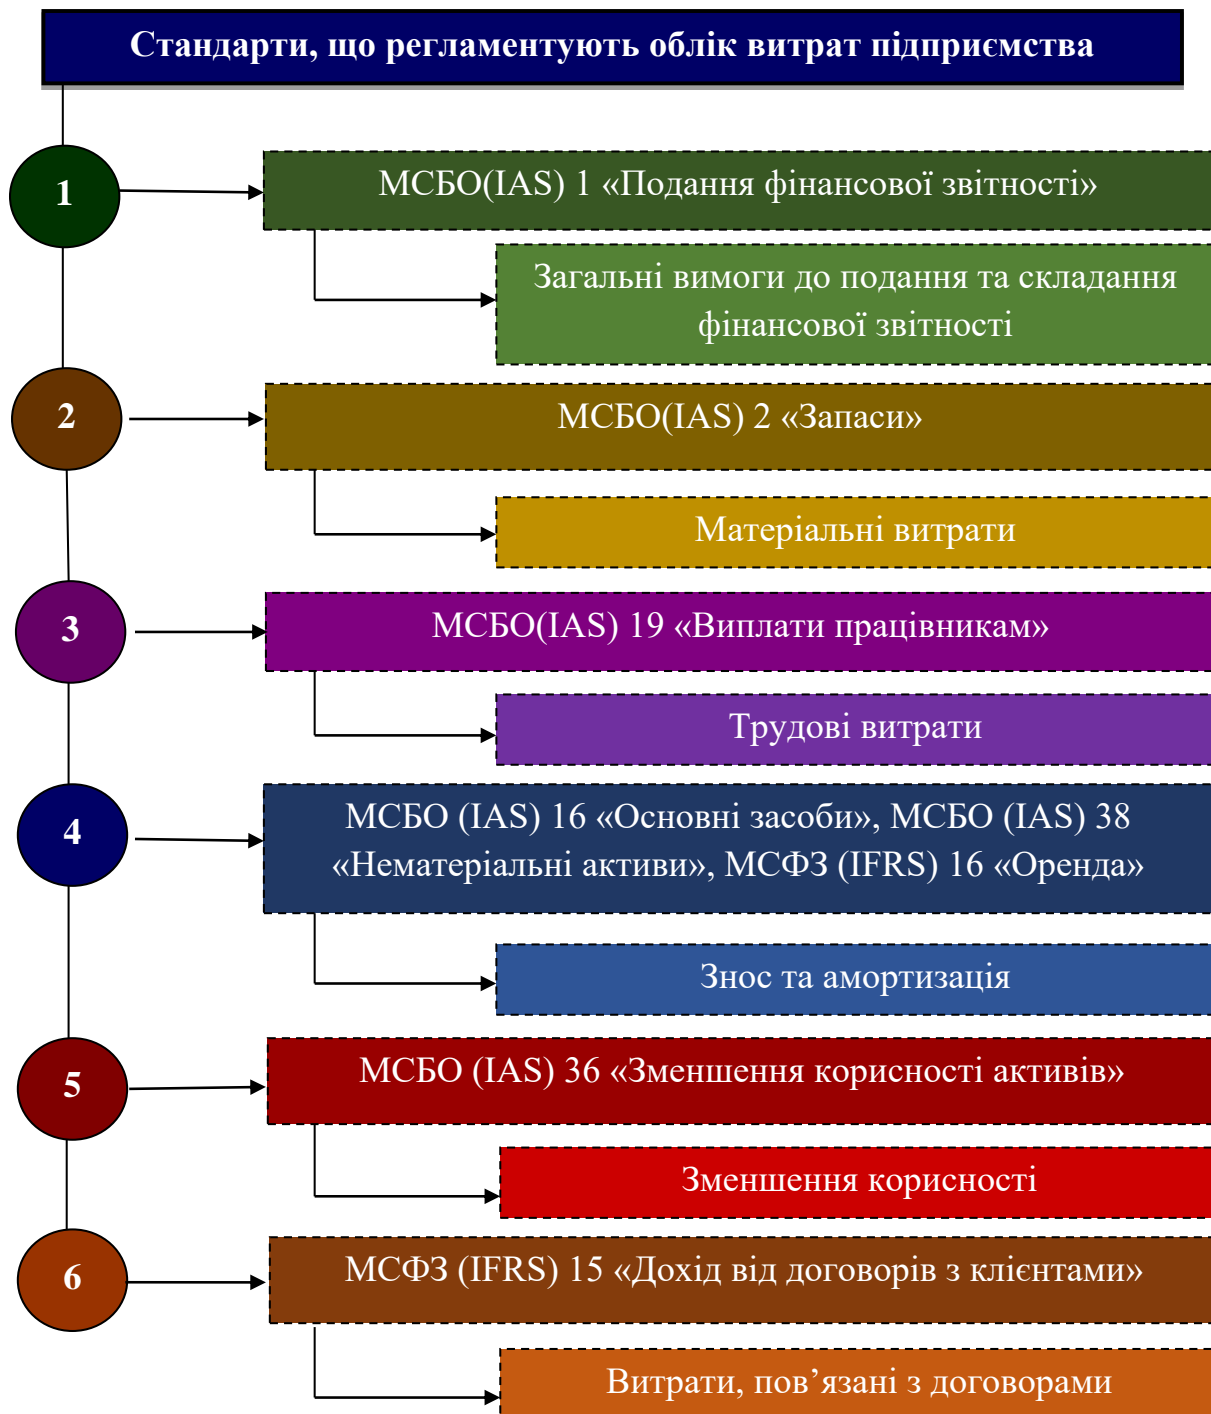 Стандарти, що регламентують облік витрат підприємства
1
МСБО(IAS) 1 «Подання фінансової звітності»
Загальні вимоги до подання та складання
фінансової звітності
2
МСБО(IAS) 2 «Запаси»
Матеріальні витрати
3
МСБО(IAS) 19 «Виплати працівникам»
Трудові витрати
4
МСБО (IAS) 16 «Основні засоби», МСБО (IAS) 38
«Нематеріальні активи», МСФЗ (IFRS) 16 «Оренда»
Знос та амортизація
5
МСБО (IAS) 36 «Зменшення корисності активів»
Зменшення корисності
6
МСФЗ (IFRS) 15 «Дохід від договорів з клієнтами»
Витрати, пов’язані з договорами